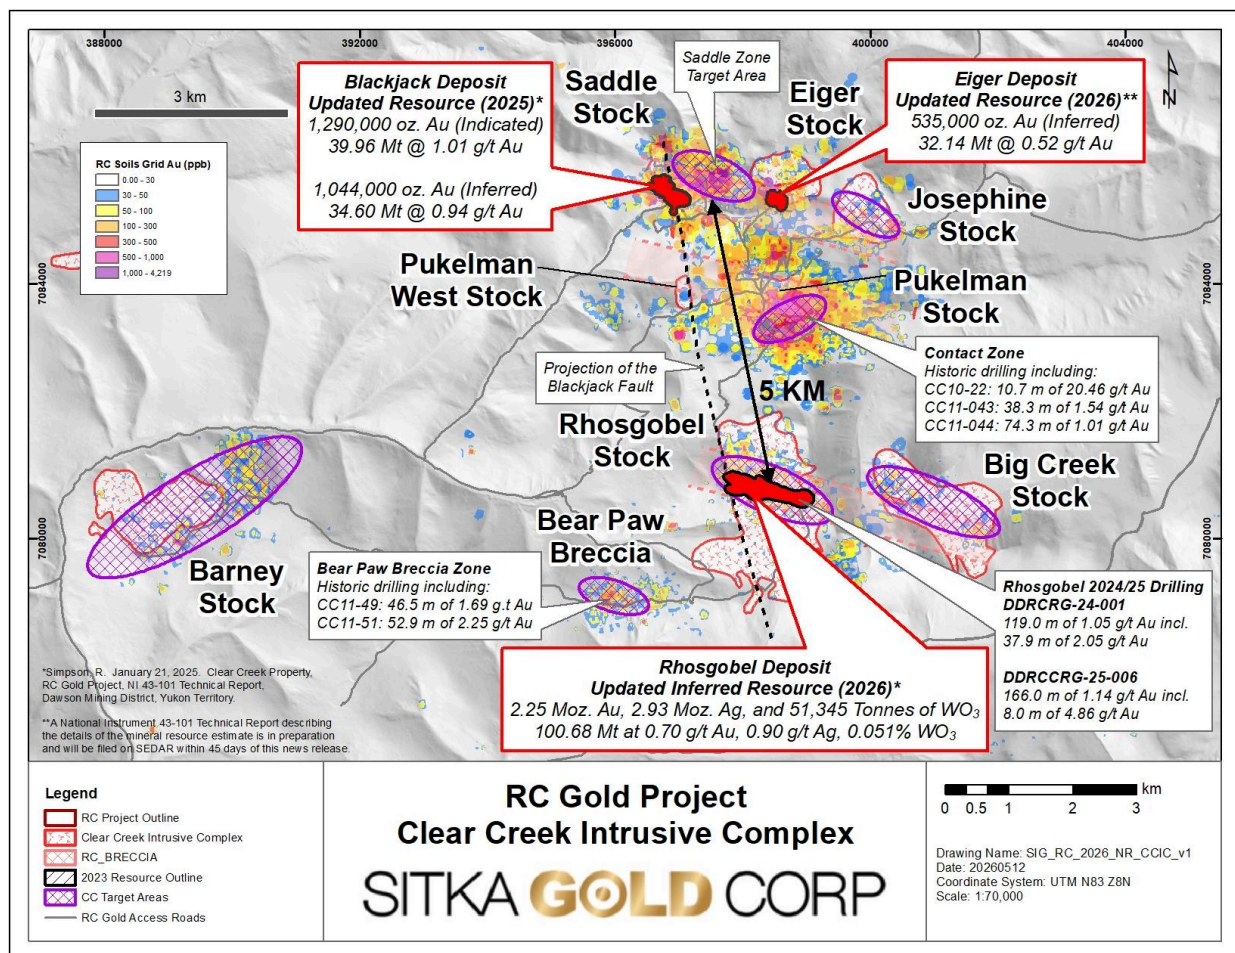 388000
392000
396000
400000
404000
7084000
7080000
7084000
7080000
3 km
N
RC Soils Grid Au (ppb)
0.00 - 30
30 - 50
50 - 100
100 - 300
300 - 500
500 - 1,000
1,000 - 4,219
Blackjack Deposit
Updated Resource (2025)*
1,290,000 oz. Au (Indicated)
39.96 Mt @ 1.01 g/t Au
1,044,000 oz. Au (Inferred)
34.60 Mt @ 0.94 g/t Au
Saddle
Stock
Saddle Zone
Target Area
Eiger
Stock
Eiger Deposit
Updated Resource (2026)**
535,000 oz. Au (Inferred)
32.14 Mt @ 0.52 g/t Au
Josephine
Stock
Pukelman
West Stock
Pukelman
Stock
Projection of the
Blackjack Fault
5 KM
Contact Zone
Historic drilling including:
CC10-22: 10.7 m of 20.46 g/t Au
CC11-043: 38.3 m of 1.54 g/t Au
CC11-044: 74.3 m of 1.01 g/t Au
Rhosgobel
Stock
Big Creek
Stock
Bear Paw
Breccia
Barney
Stock
Bear Paw Breccia Zone
Historic drilling including:
CC11-49: 46.5 m of 1.69 g.t Au
CC11-51: 52.9 m of 2.25 g/t Au
Rhosgobel 2024/25 Drilling
DDRCRG-24-001
119.0 m of 1.05 g/t Au incl.
37.9 m of 2.05 g/t Au
DDRCCRG-25-006
166.0 m of 1.14 g/t Au incl.
8.0 m of 4.86 g/t Au
Rhosgobel Deposit
Updated Inferred Resource (2026)*
2.25 Moz. Au, 2.93 Moz. Ag, and 51,345 Tonnes of WO₃
100.68 Mt at 0.70 g/t Au, 0.90 g/t Ag, 0.051% WO₃
*Simpson, R. January 21, 2025. Clear Creek Property,
RC Gold Project, NI 43-101 Technical Report,
Dawson Mining District, Yukon Territory.
**A National Instrument 43-101 Technical Report describing
the details of the mineral resource estimate is in preparation
and will be filed on SEDAR within 45 days of this news release.
Legend
RC Project Outline
Clear Creek Intrusive Complex
RC_BRECCIA
2023 Resource Outline
CC Target Areas
RC Gold Access Roads
RC Gold Project
Clear Creek Intrusive Complex
SITKA GOLD CORP
km
0 0.5 1 2 3
Drawing Name: SIG_RC_2026_NR_CCIC_v1
Date: 20260512
Coordinate System: UTM N83 Z8N
Scale: 1:70,000